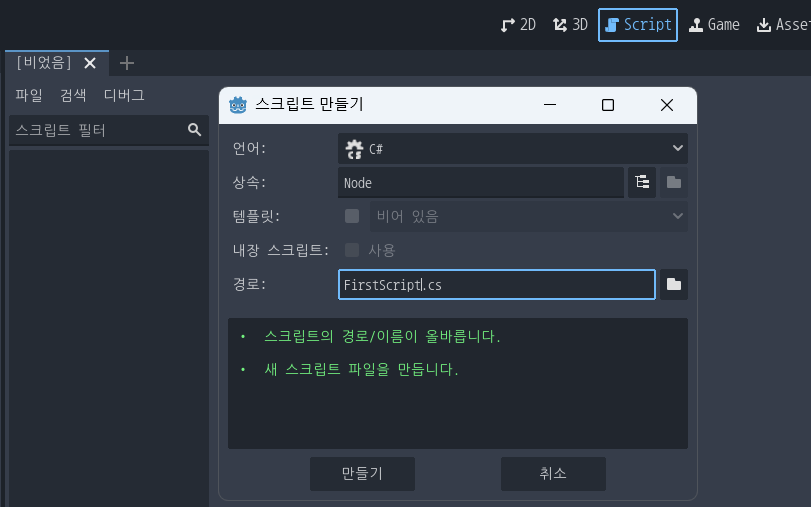 2D 3D Script Game Asse
[비었음]
파일 검색 디버그
스크립트 필터
스크립트 만들기
언어: C#
상속: Node
템플릿: 비어 있음
내장 스크립트: 사용
경로: FirstScript.cs
• 스크립트의 경로/이름이 올바릅니다.
• 새 스크립트 파일을 만듭니다.
만들기 취소